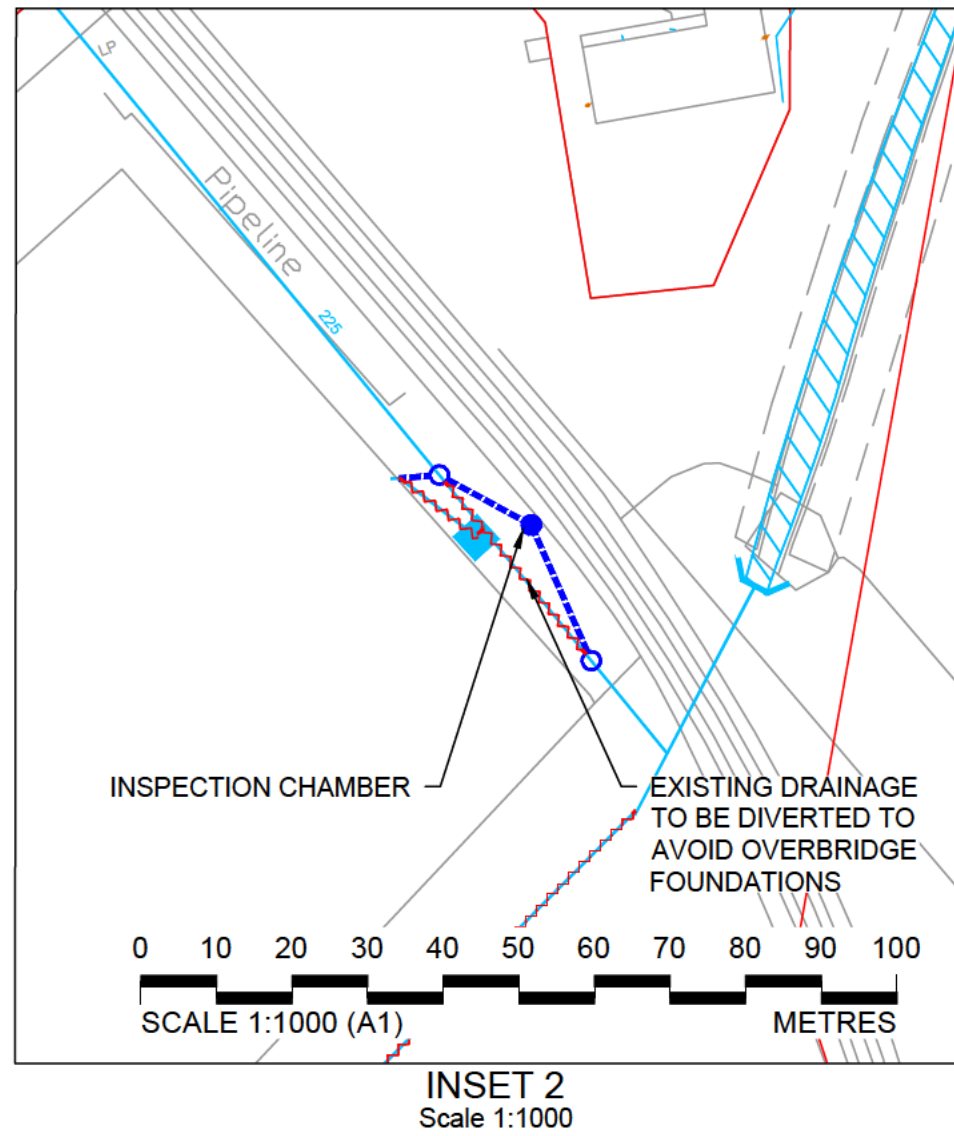 Pipeline
225
INSPECTION CHAMBER
EXISTING DRAINAGE
TO BE DIVERTED TO
AVOID OVERBRIDGE
FOUNDATIONS
0 10 20 30 40 50 60 70 80 90 100
SCALE 1:1000 (A1)
METRES
INSET 2
Scale 1:1000